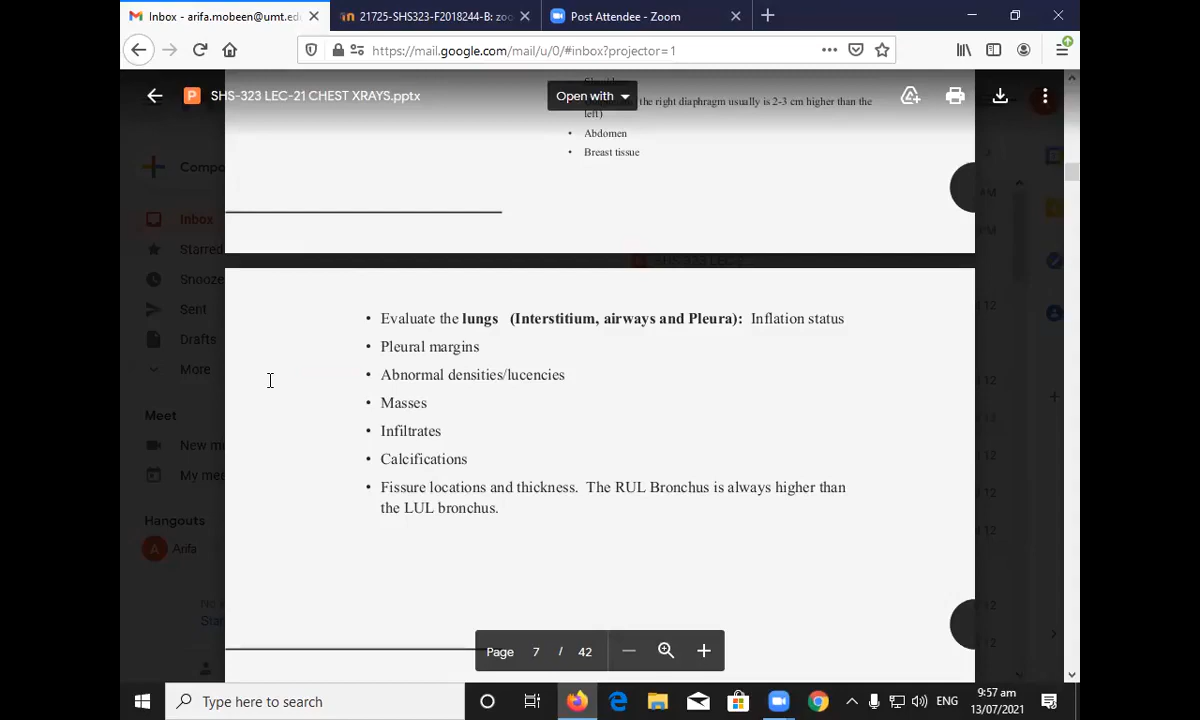 Inbox - arifa.mobeen@umt.ed
21725-SHS323-F2018244-B: zoo
Post Attendee - Zoom
https://mail.google.com/mail/u/0/#inbox?projector=1
SHS-323 LEC-21 CHEST XRAYS.pptx
Open with
the right diaphragm usually is 2-3 cm higher than the
left)
• Abdomen
• Breast tissue
Compo
Inbox
Starred
Snooze
Sent
Drafts
More
Meet
New m
My mee
Hangouts
A Arifa
• Evaluate the lungs (Interstitium, airways and Pleura): Inflation status
• Pleural margins
• Abnormal densities/lucencies
• Masses
• Infiltrates
• Calcifications
• Fissure locations and thickness. The RUL Bronchus is always higher than
the LUL bronchus.
Page 7 / 42
Type here to search
ENG
9:57 am
13/07/2021